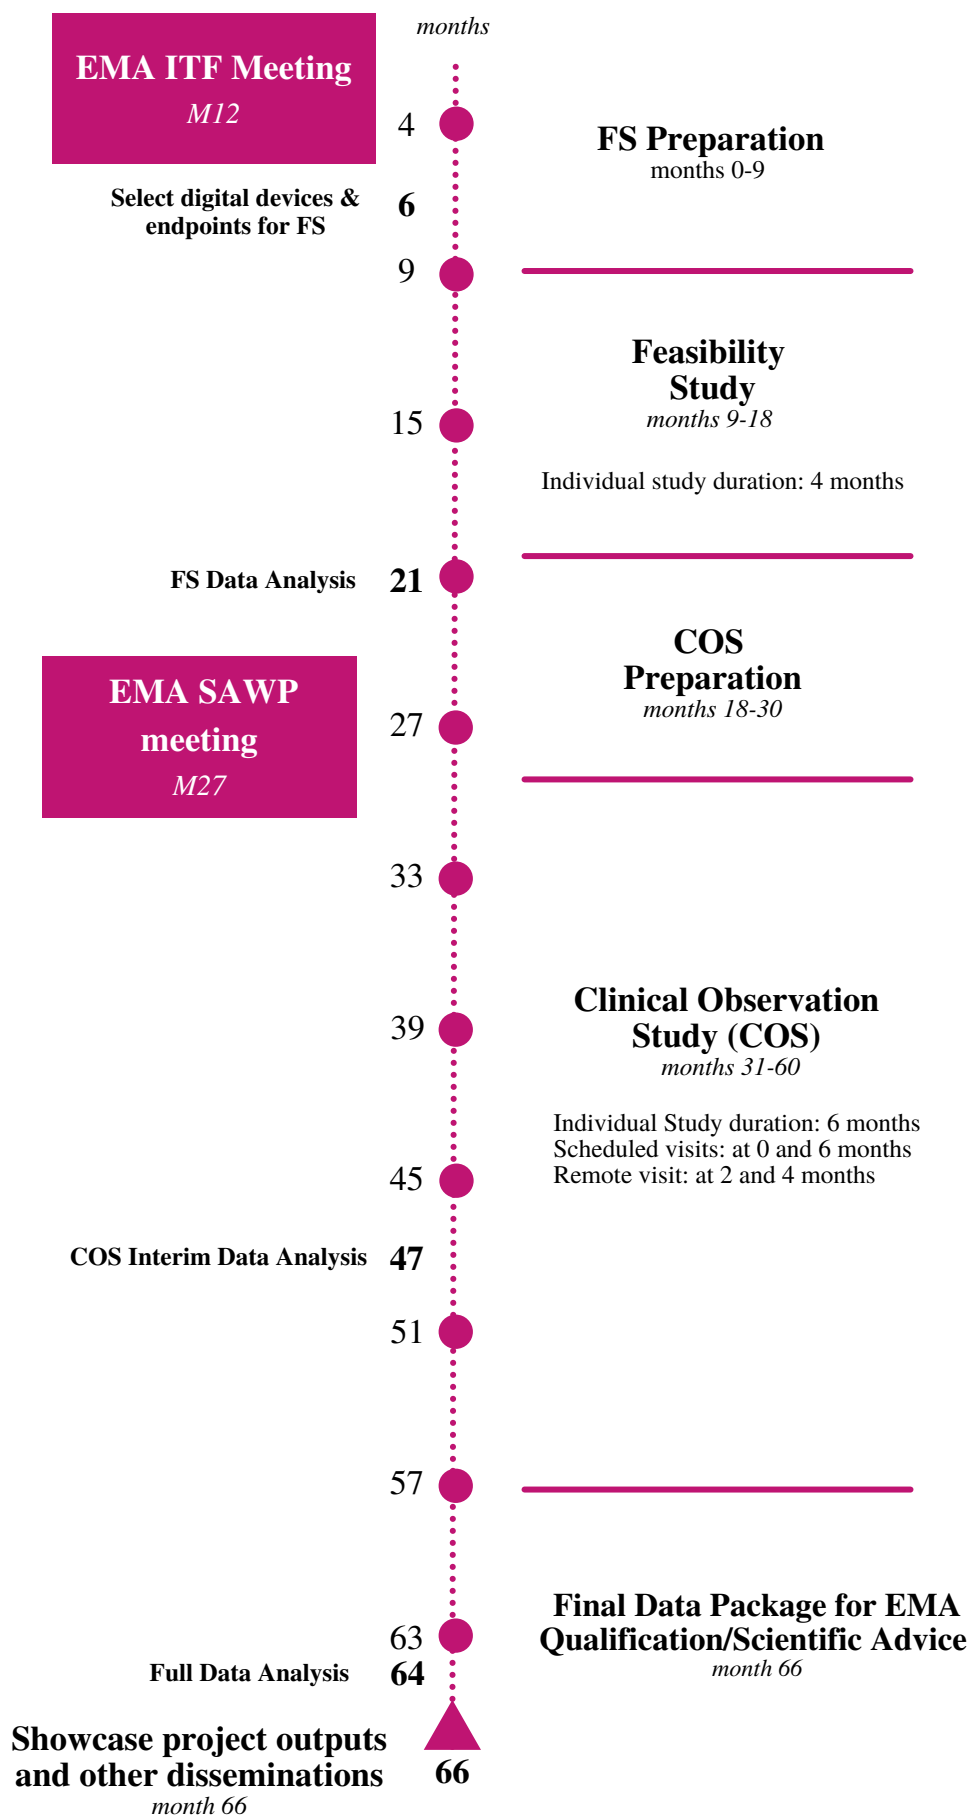 months
EMA ITF Meeting
M12
4
FS Preparation
months 0-9
Select digital devices &
endpoints for FS
6
9
Feasibility
Study
months 9-18
15
Individual study duration: 4 months
FS Data Analysis
21
COS
Preparation
months 18-30
EMA SAWP
meeting
M27
27
33
Clinical Observation
Study (COS)
months 31-60
39
Individual Study duration: 6 months
Scheduled visits: at 0 and 6 months
Remote visit: at 2 and 4 months
45
COS Interim Data Analysis
47
51
57
Final Data Package for EMA
Qualification/Scientific Advice
month 66
63
Full Data Analysis
64
Showcase project outputs
and other disseminations
month 66
66